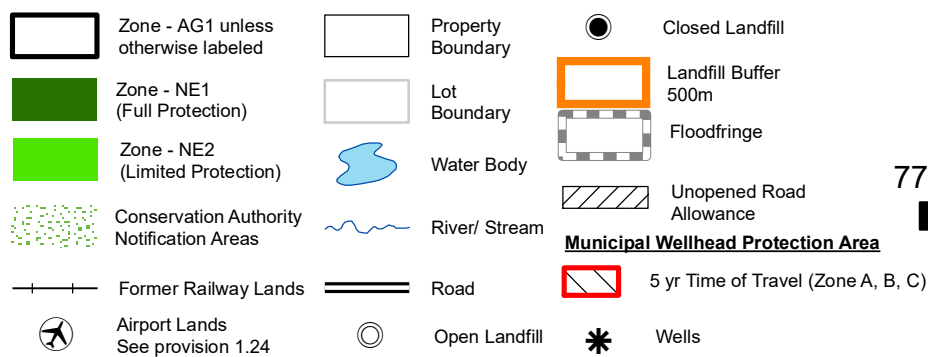 Zone - AG1 unless
otherwise labeled
Zone - NE1
(Full Protection)
Zone - NE2
(Limited Protection)
Conservation Authority
Notification Areas
Former Railway Lands
Airport Lands
See provision 1.24
Property
Boundary
Lot
Boundary
Water Body
River/ Stream
Road
Open Landfill
Closed Landfill
Landfill Buffer
500m
Floodfringe
Unopened Road
Allowance
Municipal Wellhead Protection Area
5 yr Time of Travel (Zone A, B, C)
Wells
77